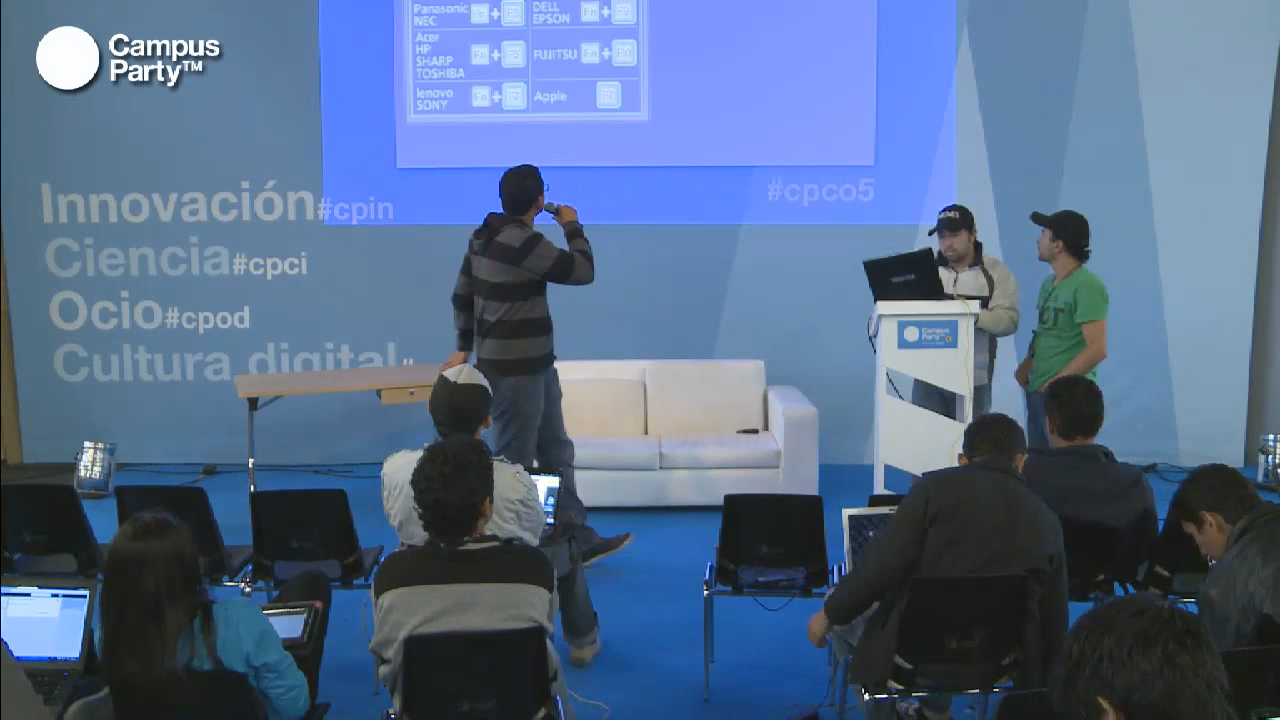 Campus
Party™
Panasonic
NEC
DELL
EPSON
Acer
HP
SHARP
TOSHIBA
FUJITSU
lenovo
SONY
Apple
#cpco5
Innovación#cpin
Ciencia#cpci
Ocio#cpod
Cultura digital
Campus
Party™